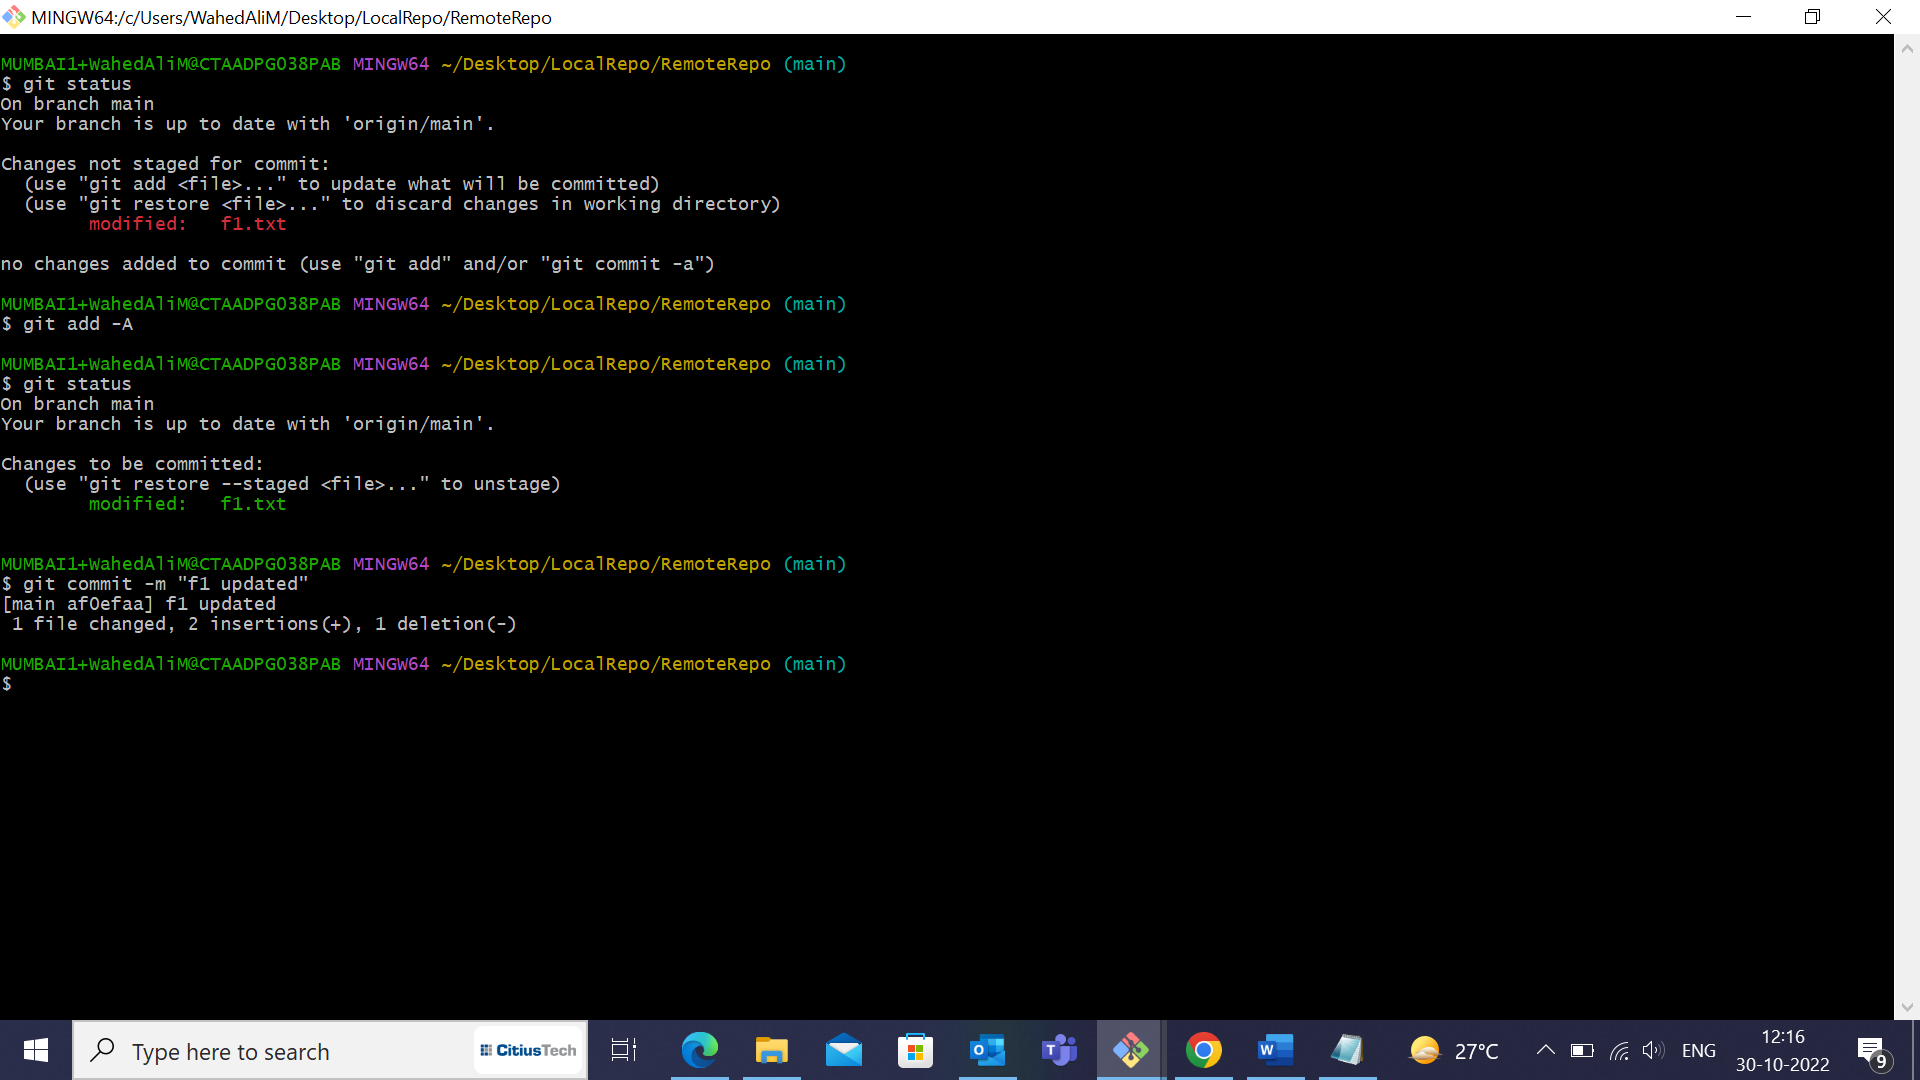 MINGW64:/c/Users/WahedAliM/Desktop/LocalRepo/RemoteRepo
MUMBAI1+WahedAliM@CTAADPG038PAB MINGW64 ~/Desktop/LocalRepo/RemoteRepo (main)
$ git status
On branch main
Your branch is up to date with 'origin/main'.
Changes not staged for commit:
(use "git add <file>..." to update what will be committed)
(use "git restore <file>..." to discard changes in working directory)
modified: f1.txt
no changes added to commit (use "git add" and/or "git commit -a")
MUMBAI1+WahedAliM@CTAADPG038PAB MINGW64 ~/Desktop/LocalRepo/RemoteRepo (main)
$ git add -A
MUMBAI1+WahedAliM@CTAADPG038PAB MINGW64 ~/Desktop/LocalRepo/RemoteRepo (main)
$ git status
On branch main
Your branch is up to date with 'origin/main'.
Changes to be committed:
(use "git restore --staged <file>..." to unstage)
modified: f1.txt
MUMBAI1+WahedAliM@CTAADPG038PAB MINGW64 ~/Desktop/LocalRepo/RemoteRepo (main)
$ git commit -m "f1 updated"
[main af0efaa] f1 updated
1 file changed, 2 insertions(+), 1 deletion(-)
MUMBAI1+WahedAliM@CTAADPG038PAB MINGW64 ~/Desktop/LocalRepo/RemoteRepo (main)
$
Type here to search
CitiusTech
27°C
ENG
12:16
30-10-2022
9